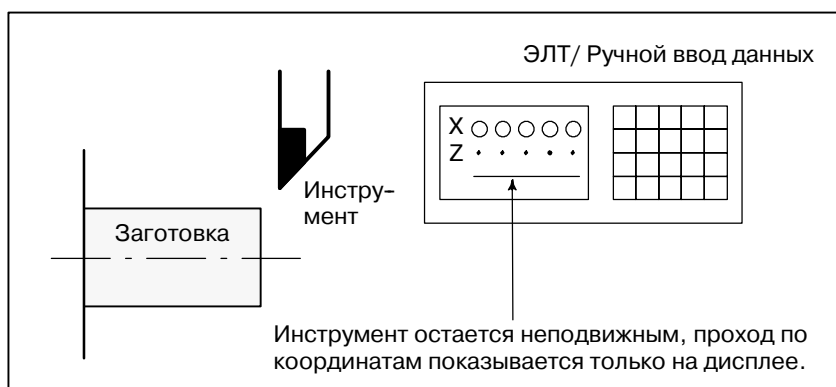 ЭЛТ/ Ручной ввод данных
X
Z
Инстру-
мент
Заготовка
Инструмент остается неподвижным, проход по
координатам показывается только на дисплее.